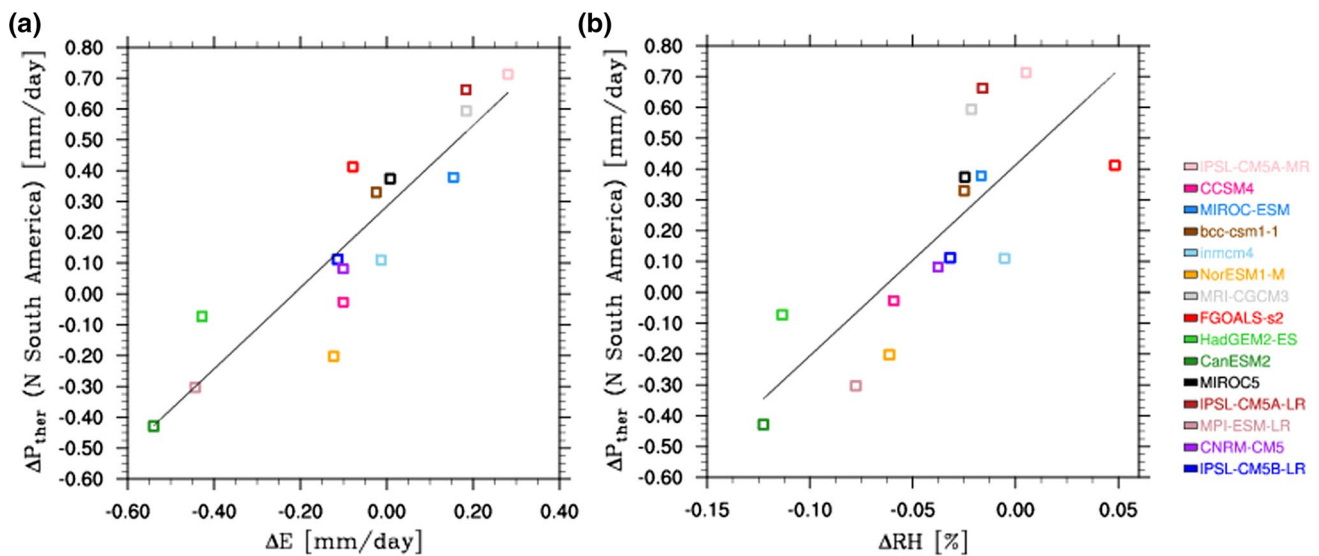 (a)
ΔP_ther (N South America) [mm/day]
0.80
0.70
0.60
0.50
0.40
0.30
0.20
0.10
0.00
-0.10
-0.20
-0.30
-0.40
-0.50
-0.60
-0.60 -0.40 -0.20 0.00 0.20 0.40
ΔE [mm/day]
(b)
ΔP_ther (N South America) [mm/day]
0.80
0.70
0.60
0.50
0.40
0.30
0.20
0.10
0.00
-0.10
-0.20
-0.30
-0.40
-0.50
-0.60
-0.15 -0.10 -0.05 0.00 0.05
ΔRH [%]
IPSL-CM5A-MR
CCSM4
MIROC-ESM
bcc-csm1-1
inmcm4
NorESM1-M
MRI-CGCM3
FGOALS-s2
HadGEM2-ES
CanESM2
MIROC5
IPSL-CM5A-LR
MPI-ESM-LR
CNRM-CM5
IPSL-CM5B-LR